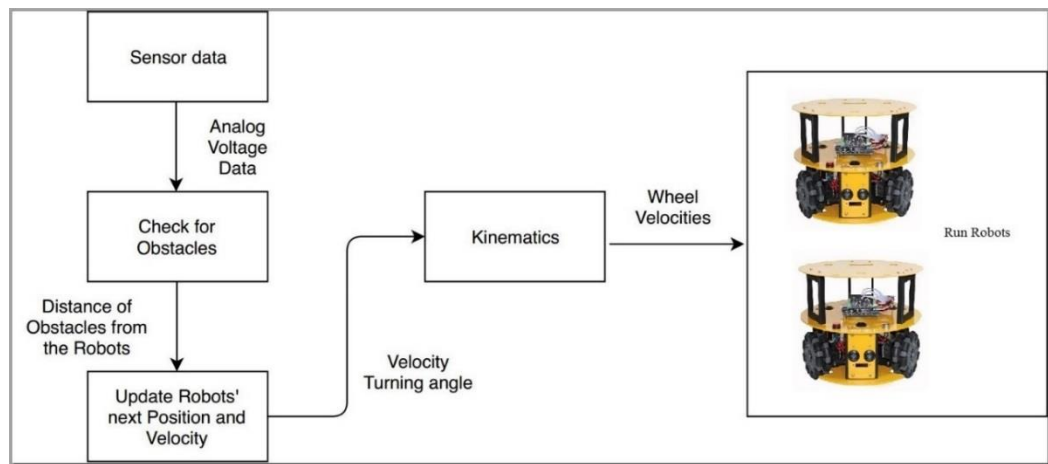 Sensor data
Analog
Voltage
Data
Check for
Obstacles
Distance of
Obstacles from
the Robots
Update Robots'
next Position and
Velocity
Velocity
Turning angle
Kinematics
Wheel
Velocities
Run Robots